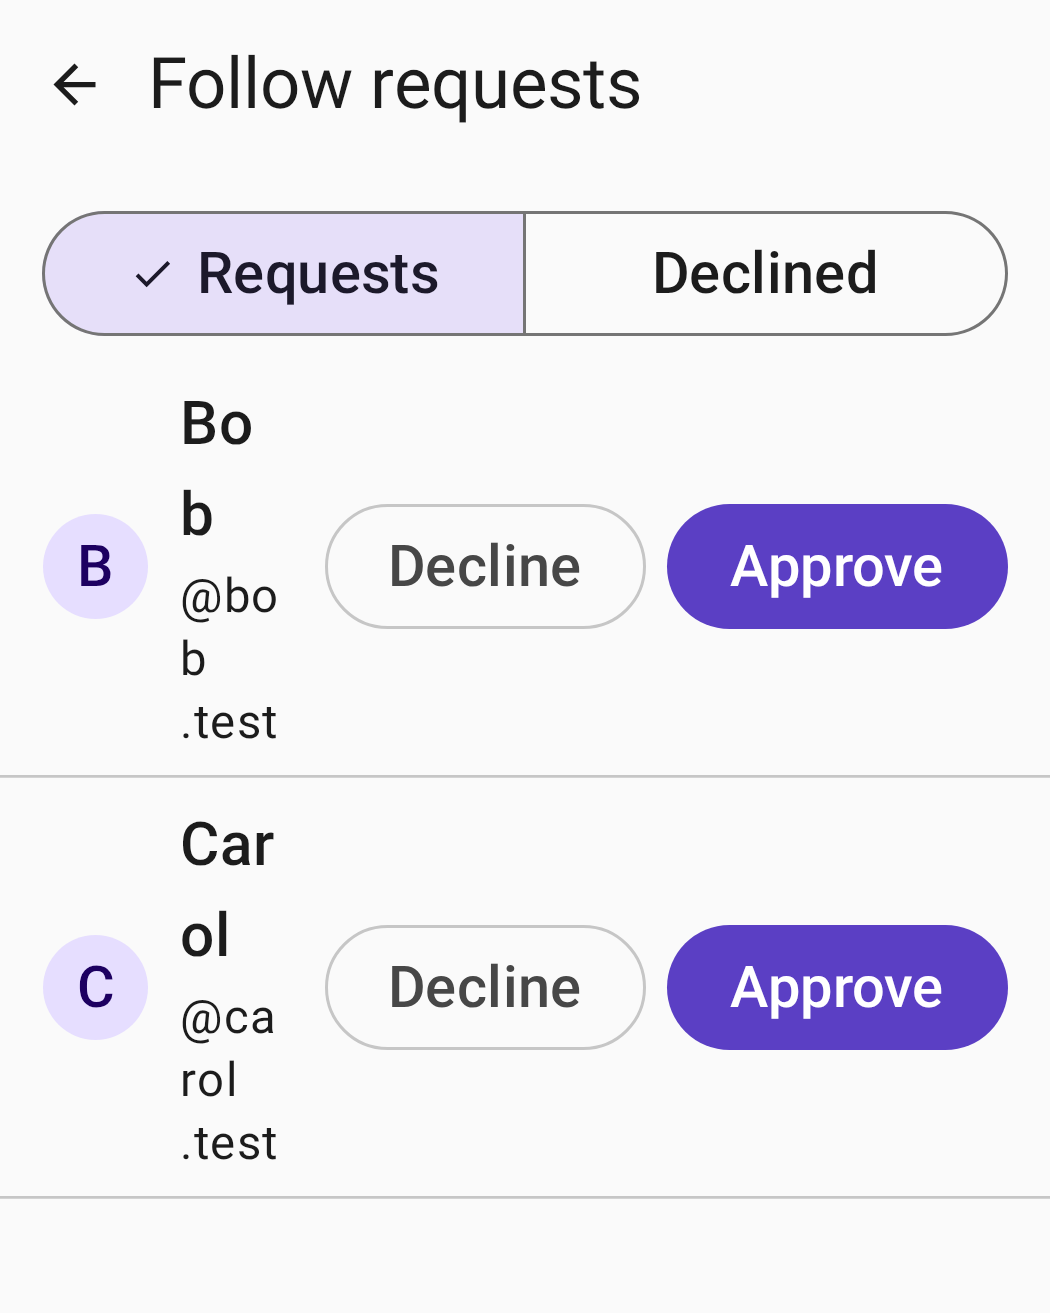 Follow requests
Requests
Declined
Bo
b
@bo
b
.test
B
Decline
Approve
Car
ol
@ca
rol
.test
C
Decline
Approve